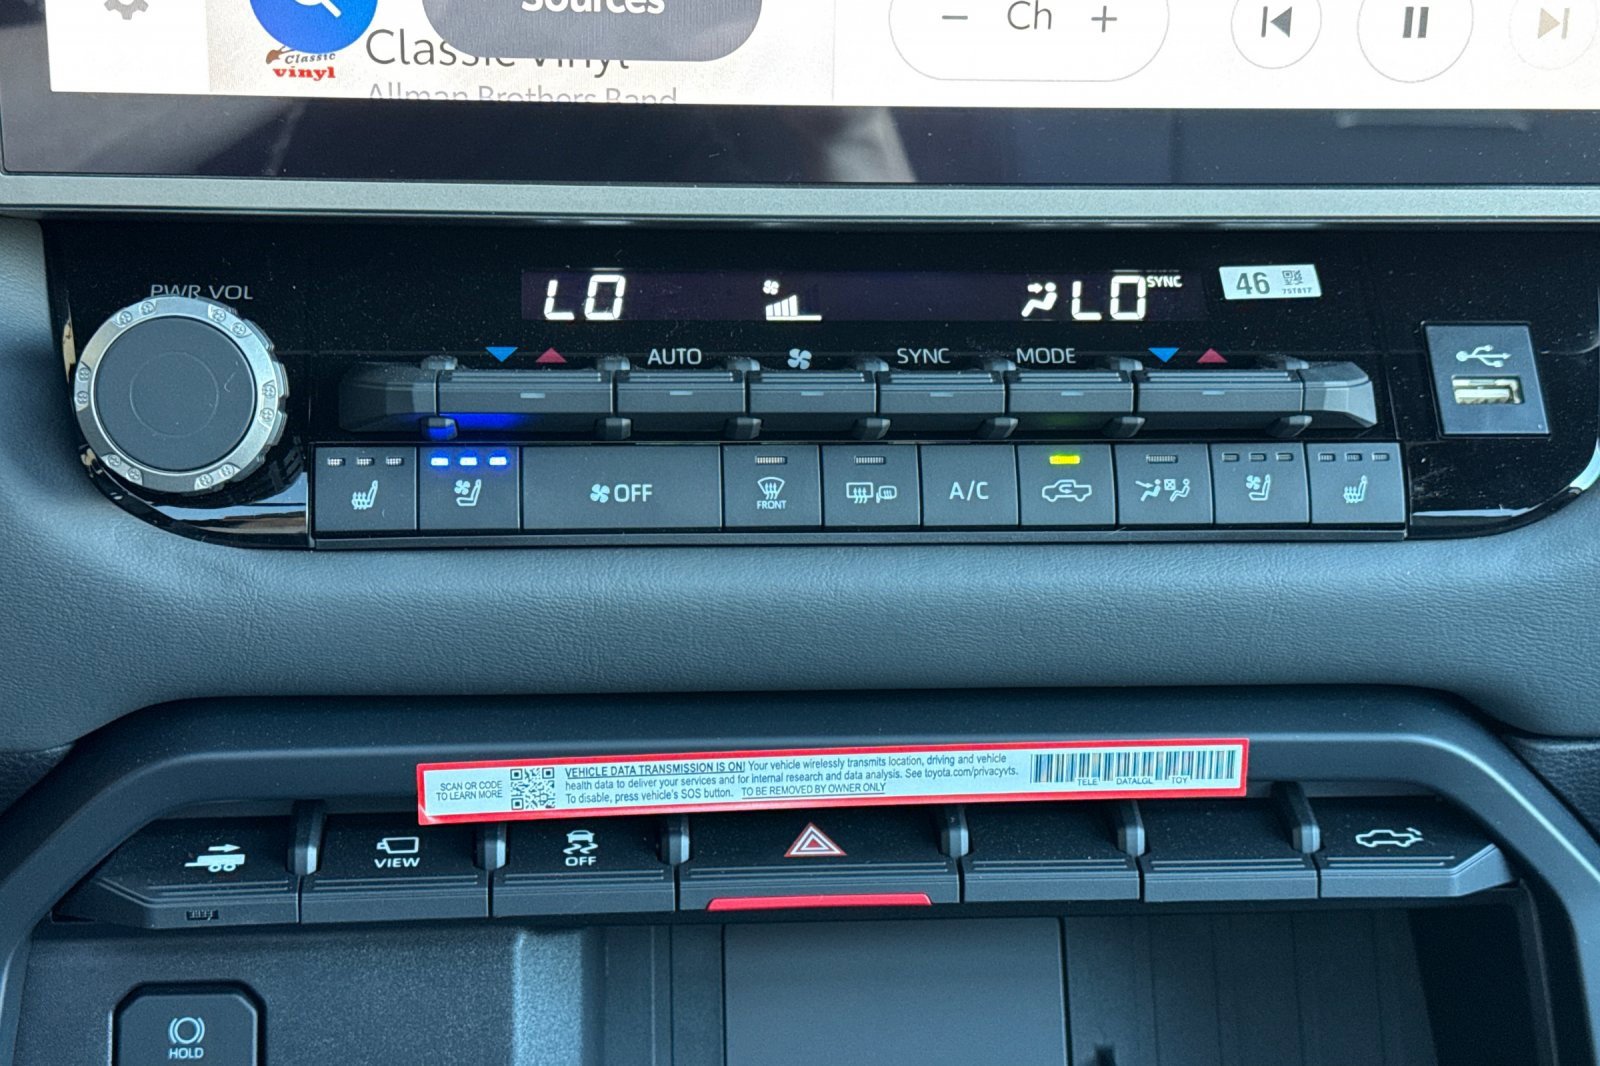 Sources
Classic Vinyl
Classic
vinyl
Allman Brothers Band
− Ch +
PWR VOL
LO
LO
SYNC
46
75T817
AUTO
SYNC
MODE
OFF
FRONT
A/C
SCAN OR CODE
TO LEARN MORE
VEHICLE DATA TRANSMISSION IS ON! Your vehicle wirelessly transmits location, driving and vehicle
health data to deliver your services and for internal research and data analysis. See toyota.com/privacyvts.
To disable, press vehicle's SOS button. TO BE REMOVED BY OWNER ONLY
TELE DATALGL TOY
VIEW
OFF
HOLD